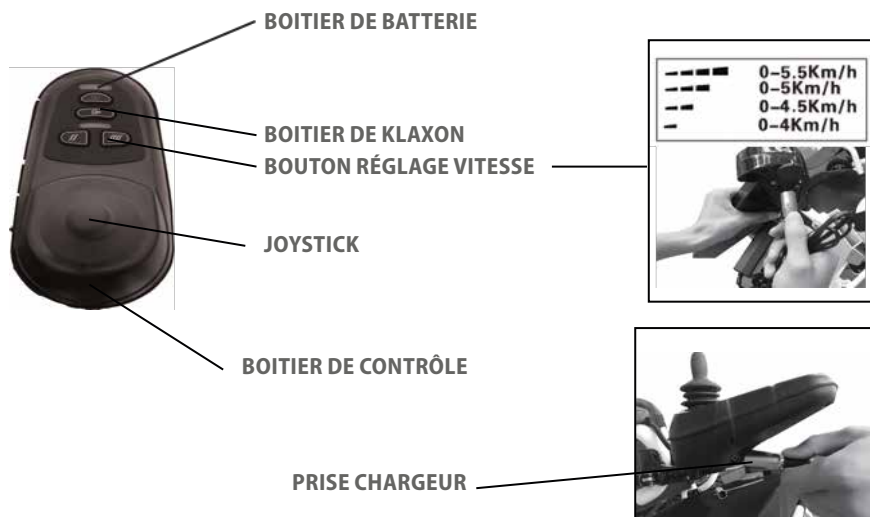 BOITIER DE BATTERIE
BOITIER DE KLAXON
BOUTON RÉGLAGE VITESSE
JOYSTICK
BOITIER DE CONTRÔLE
PRISE CHARGEUR
0–5.5Km/h
0–5Km/h
0–4.5Km/h
0–4Km/h